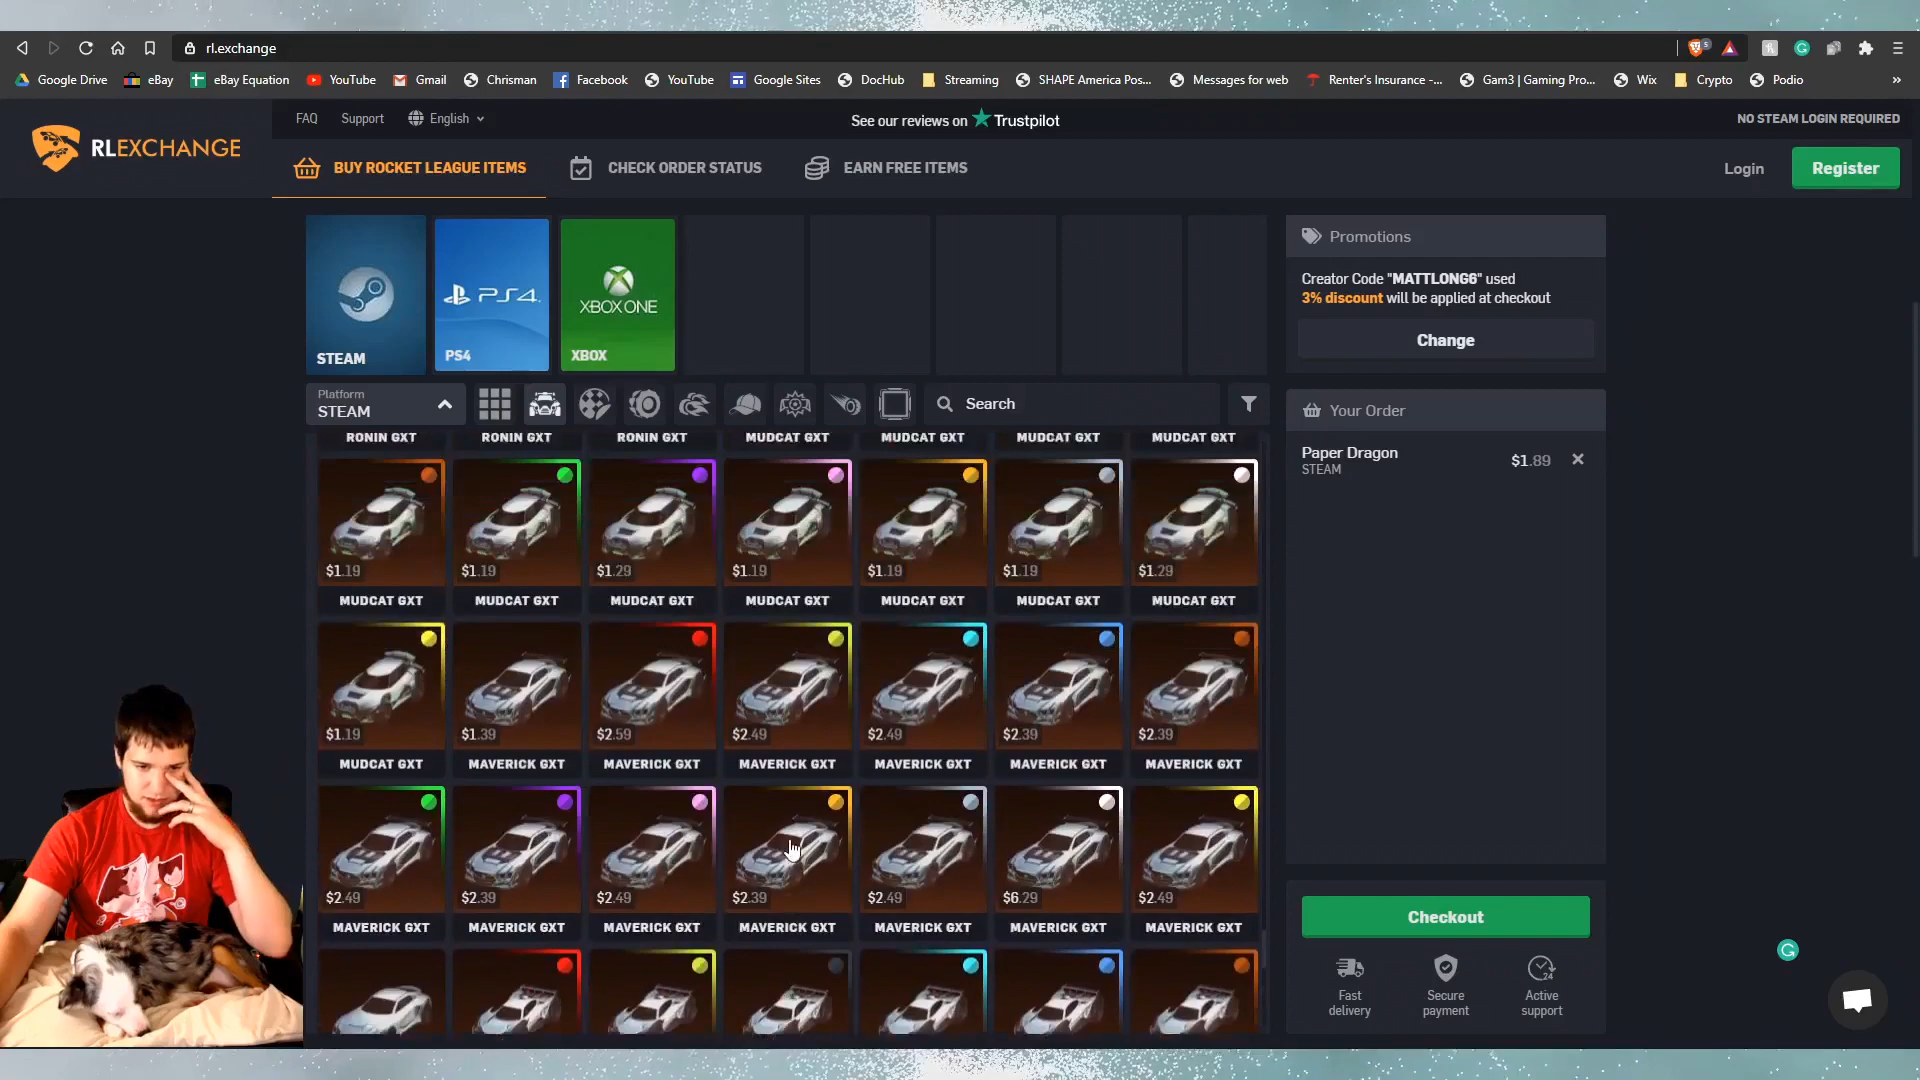 rl.exchange
Google Drive eBay eBay Equation YouTube Gmail Chrisman Facebook YouTube Google Sites DocHub Streaming SHAPE America Pos... Messages for web Renter's Insurance -... Gam3 | Gaming Pro... Wix Crypto Podio »
FAQ Support English See our reviews on Trustpilot NO STEAM LOGIN REQUIRED
RLEXCHANGE
BUY ROCKET LEAGUE ITEMS CHECK ORDER STATUS EARN FREE ITEMS Login Register
PS4
XBOX ONE
STEAM PS4 XBOX
Promotions
Creator Code "MATTLONG6" used
3% discount will be applied at checkout
Change
Platform
STEAM
Search
Your Order
Paper Dragon
STEAM
$1.89
RONIN GXT RONIN GXT RONIN GXT MUDCAT GXT MUDCAT GXT MUDCAT GXT MUDCAT GXT
$1.19 $1.19 $1.29 $1.19 $1.19 $1.19 $1.29
MUDCAT GXT MUDCAT GXT MUDCAT GXT MUDCAT GXT MUDCAT GXT MUDCAT GXT MUDCAT GXT
$1.19 $1.39 $2.59 $2.49 $2.49 $2.39 $2.39
MUDCAT GXT MAVERICK GXT MAVERICK GXT MAVERICK GXT MAVERICK GXT MAVERICK GXT MAVERICK GXT
$2.49 $2.39 $2.49 $2.39 $2.49 $6.29 $2.49
MAVERICK GXT MAVERICK GXT MAVERICK GXT MAVERICK GXT MAVERICK GXT MAVERICK GXT MAVERICK GXT
Checkout
24
Fast
delivery
Secure
payment
Active
support